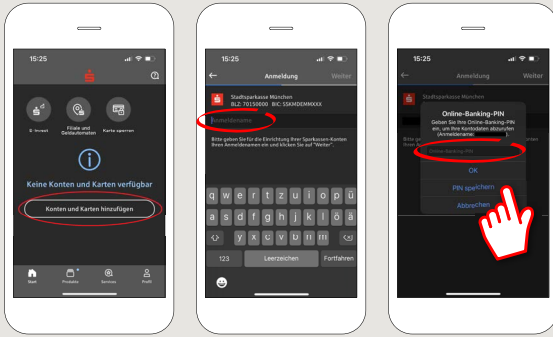 15:25
S-Invest
Filiale und
Geldautomaten
Karte sperren
Keine Konten und Karten verfügbar
Konten und Karten hinzufügen
Start
Produkte
Services
Profil
15:25
Anmeldung
Weiter
Stadtsparkasse München
BLZ: 70150000 BIC: SSKMDEMMXXX
Anmeldename
Bitte geben Sie für die Einrichtung Ihrer Sparkassen-Konten
Ihren Anmeldenamen ein und klicken Sie auf "Weiter".
q w e r t z u i o p ü
a s d f g h j k l ö ä
y x c v b n m
123
Leerzeichen
Fortfahren
15:25
Anmeldung
Weiter
Stadtsparkasse München
Online-Banking-PIN
Geben Sie Ihre Online-Banking-PIN
ein, um Ihre Kontodaten abzurufen
(Anmeldename:
Online-Banking-PIN
OK
PIN speichern
Abbrechen